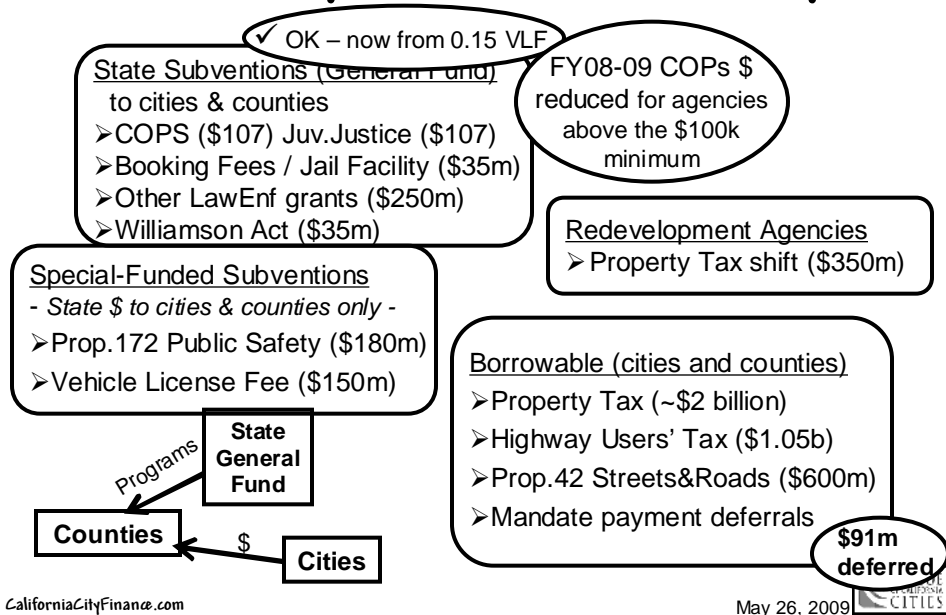 ✓ OK – now from 0.15 VLF
State Subventions (General Fund)
to cities & counties
➢COPS ($107) Juv.Justice ($107)
➢Booking Fees / Jail Facility ($35m)
➢Other LawEnf grants ($250m)
➢Williamson Act ($35m)
FY08-09 COPs $
reduced for agencies
above the $100k
minimum
Redevelopment Agencies
➢Property Tax shift ($350m)
Special-Funded Subventions
- State $ to cities & counties only -
➢Prop.172 Public Safety ($180m)
➢Vehicle License Fee ($150m)
Borrowable (cities and counties)
➢Property Tax (~$2 billion)
➢Highway Users' Tax ($1.05b)
➢Prop.42 Streets&Roads ($600m)
➢Mandate payment deferrals
$91m
deferred
State
General
Fund
Programs
Counties
$
Cities
CaliforniaCityFinance.com
May 26, 2009
CITIES